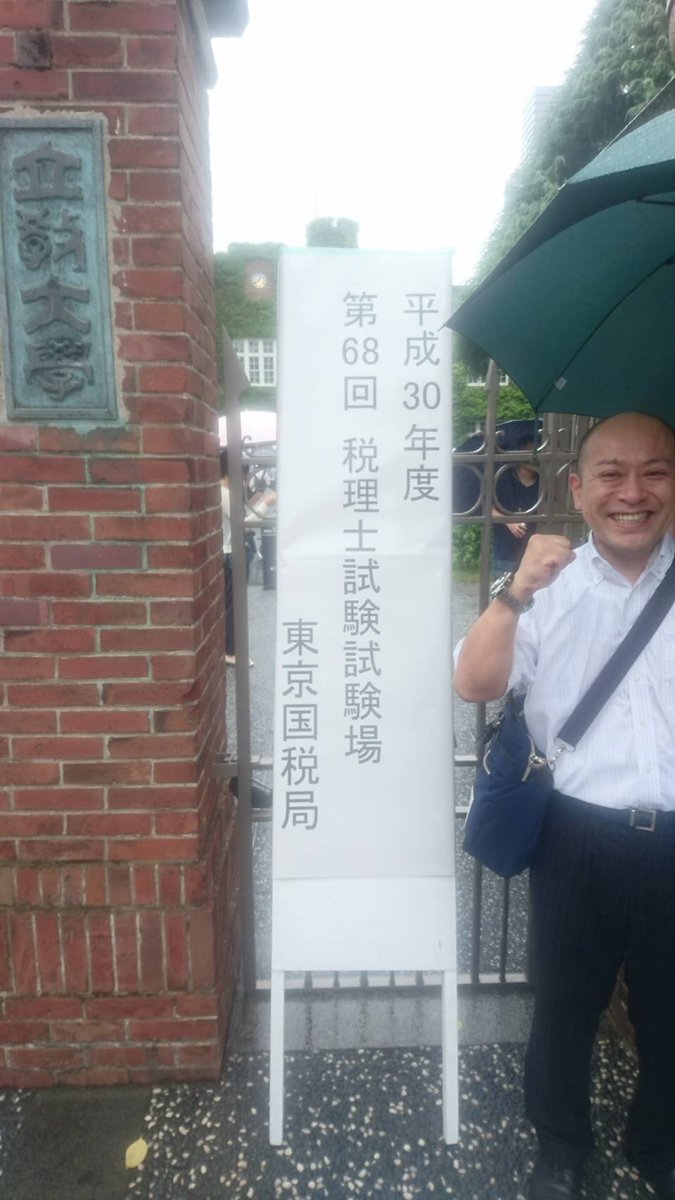 立教大學
平成30年度
第68回 税理士試験試験場
東京国税局